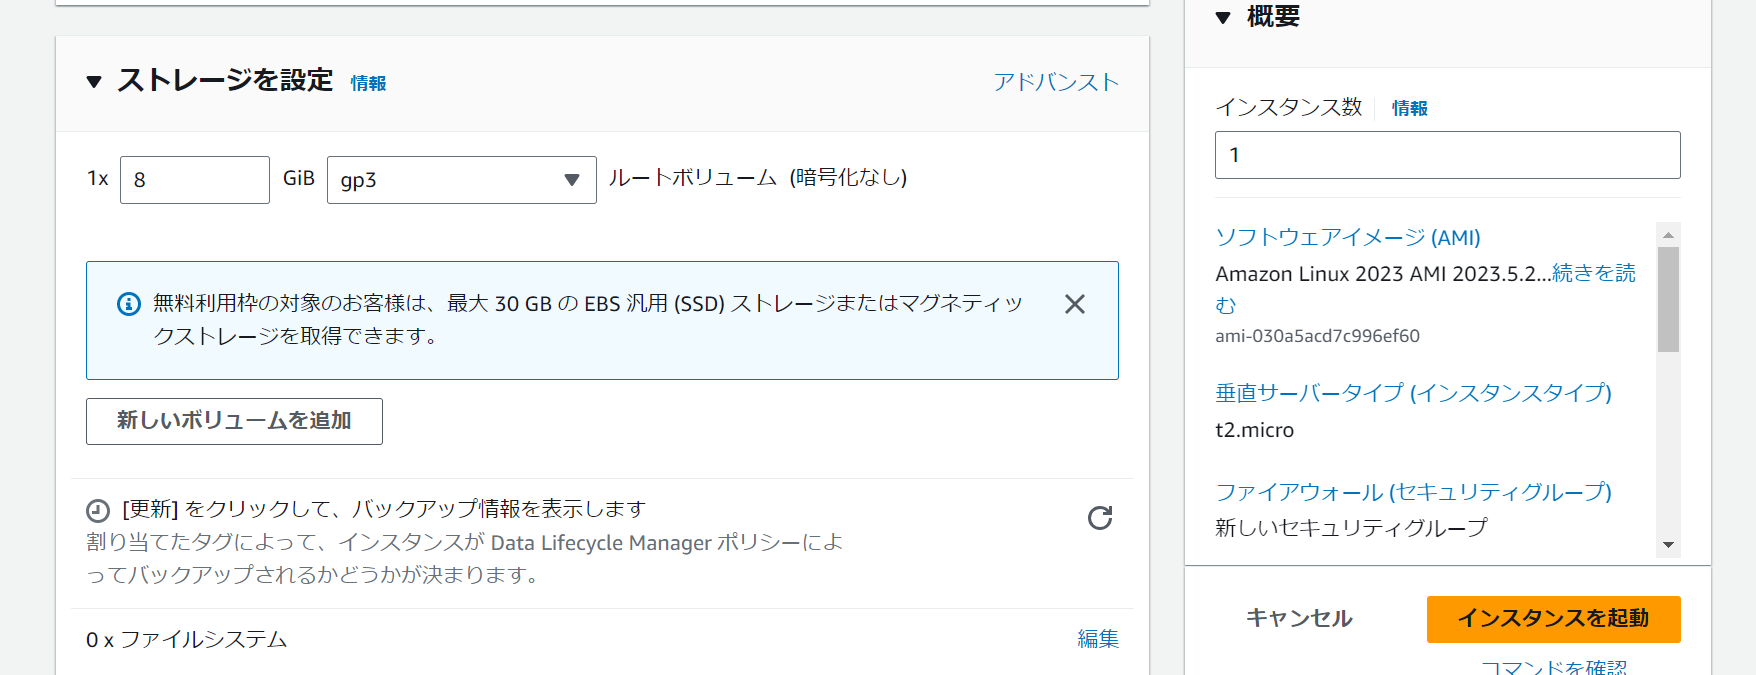 ストレージを設定 情報
アドバンスト
1x 8 GiB gp3 ルートボリューム (暗号化なし)
無料利用枠の対象のお客様は、最大 30 GB の EBS 汎用 (SSD) ストレージまたはマグネティッ
クストレージを取得できます。
新しいボリュームを追加
[更新] をクリックして、バックアップ情報を表示します
割り当てたタグによって、インスタンスが Data Lifecycle Manager ポリシーによ
ってバックアップされるかどうかが決まります。
0 x ファイルシステム
編集
概要
インスタンス数 情報
1
ソフトウェアイメージ (AMI)
Amazon Linux 2023 AMI 2023.5.2...続きを読
む
ami-030a5acd7c996ef60
垂直サーバータイプ (インスタンスタイプ)
t2.micro
ファイアウォール (セキュリティグループ)
新しいセキュリティグループ
キャンセル
インスタンスを起動
コマンドを確認